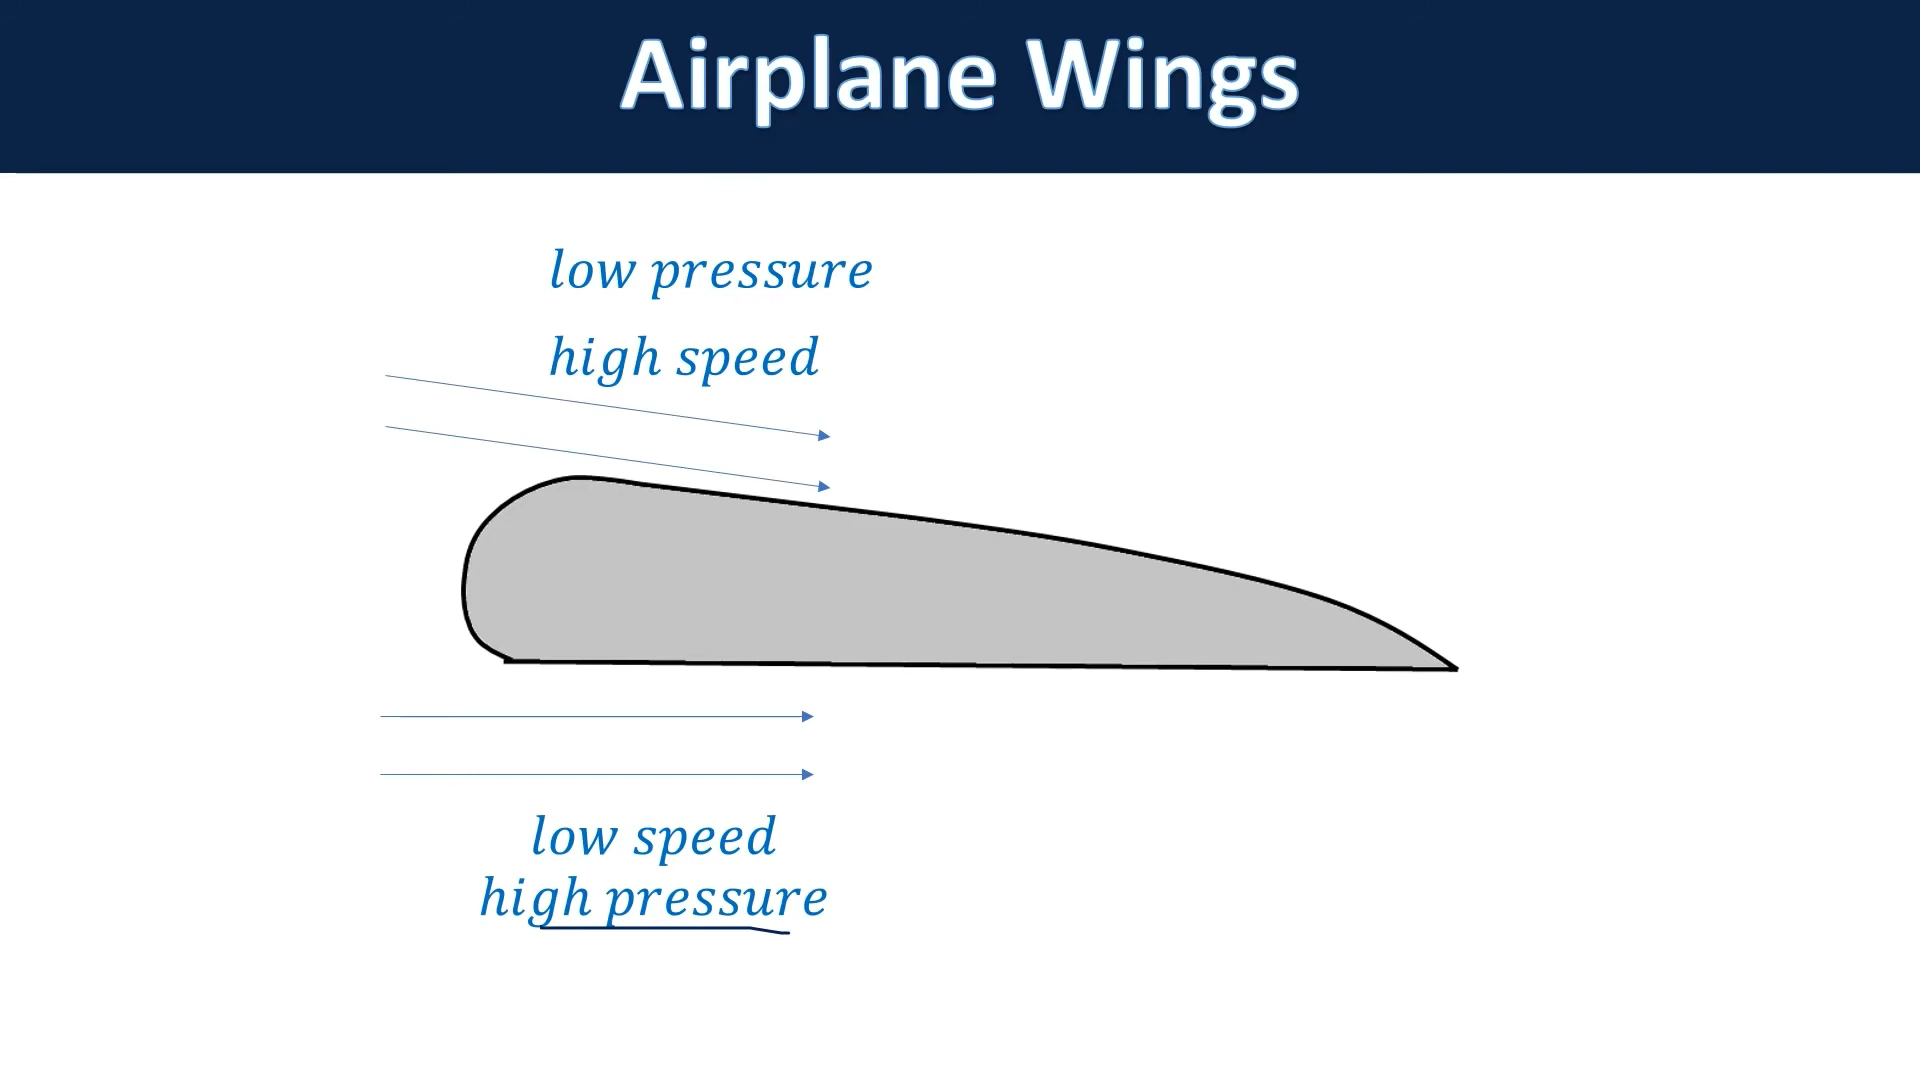 Airplane Wings
low pressure
high speed
low speed
high pressure